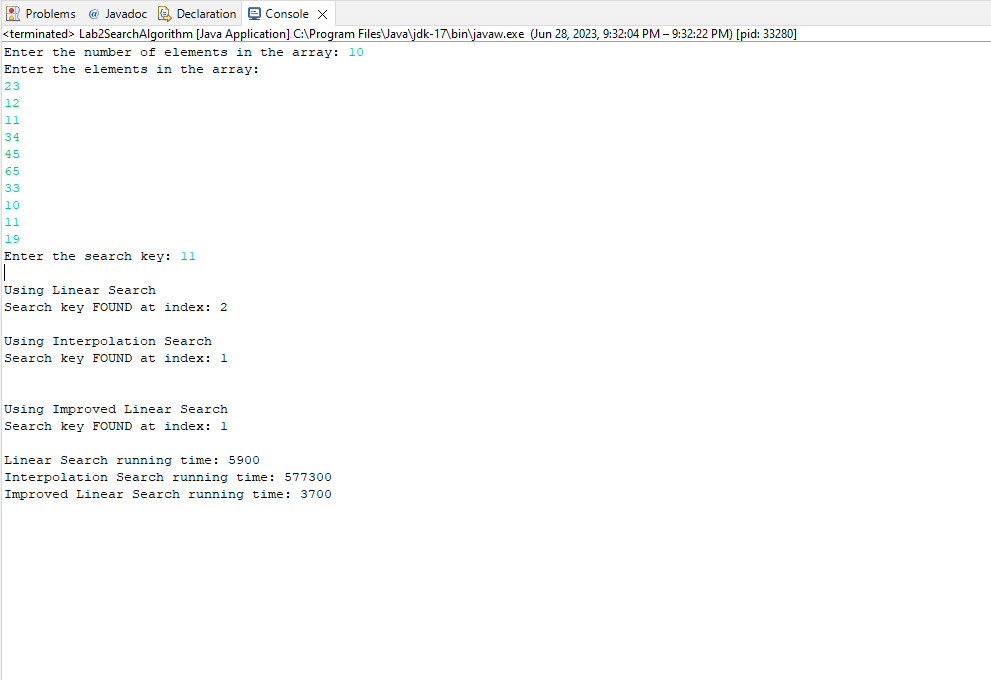 Problems @ Javadoc Declaration Console
<terminated> Lab2SearchAlgorithm [Java Application] C:\Program Files\Java\jdk-17\bin\javaw.exe (Jun 28, 2023, 9:32:04 PM – 9:32:22 PM) [pid: 33280]
Enter the number of elements in the array: 10
Enter the elements in the array:
23
12
11
34
45
65
33
10
11
19
Enter the search key: 11
Using Linear Search
Search key FOUND at index: 2
Using Interpolation Search
Search key FOUND at index: 1
Using Improved Linear Search
Search key FOUND at index: 1
Linear Search running time: 5900
Interpolation Search running time: 577300
Improved Linear Search running time: 3700